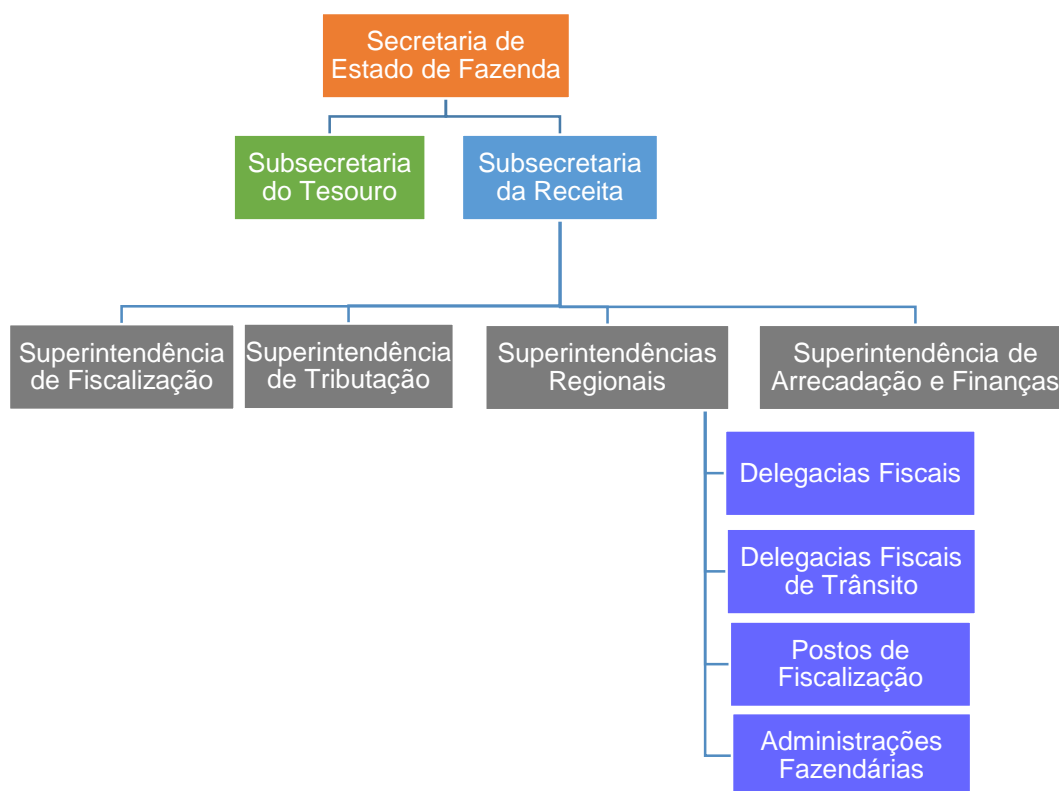 Secretaria de
Estado de Fazenda
Subsecretaria
do Tesouro
Subsecretaria
da Receita
Superintendência
de Fiscalização
Superintendência
de Tributação
Superintendências
Regionais
Superintendência de
Arrecadação e Finanças
Delegacias Fiscais
Delegacias Fiscais
de Trânsito
Postos de
Fiscalização
Administrações
Fazendárias